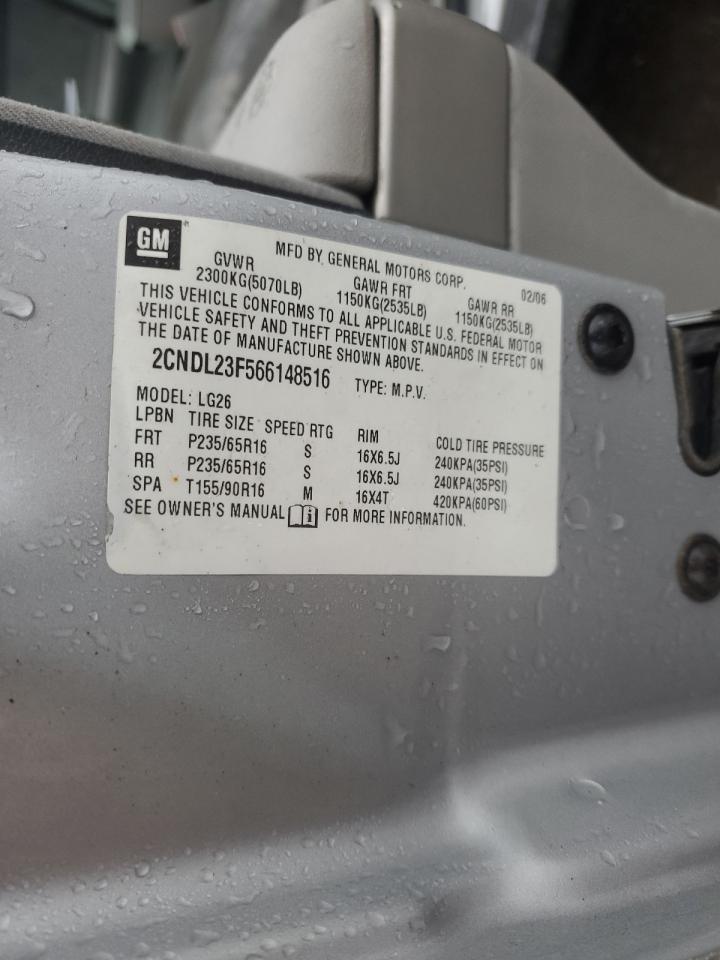 GM
MFD BY GENERAL MOTORS CORP. 02/06
GVWR GAWR FRT GAWR RR
2300KG(5070LB) 1150KG(2535LB) 1150KG(2535LB)
THIS VEHICLE CONFORMS TO ALL APPLICABLE U.S. FEDERAL MOTOR
VEHICLE SAFETY AND THEFT PREVENTION STANDARDS IN EFFECT ON
THE DATE OF MANUFACTURE SHOWN ABOVE.
2CNDL23F566148516 TYPE: M.P.V.
MODEL: LG26
LPBN TIRE SIZE SPEED RTG RIM COLD TIRE PRESSURE
FRT P235/65R16 S 16X6.5J 240KPA(35PSI)
RR P235/65R16 S 16X6.5J 240KPA(35PSI)
SPA T155/90R16 M 16X4T 420KPA(60PSI)
SEE OWNER'S MANUAL i FOR MORE INFORMATION.